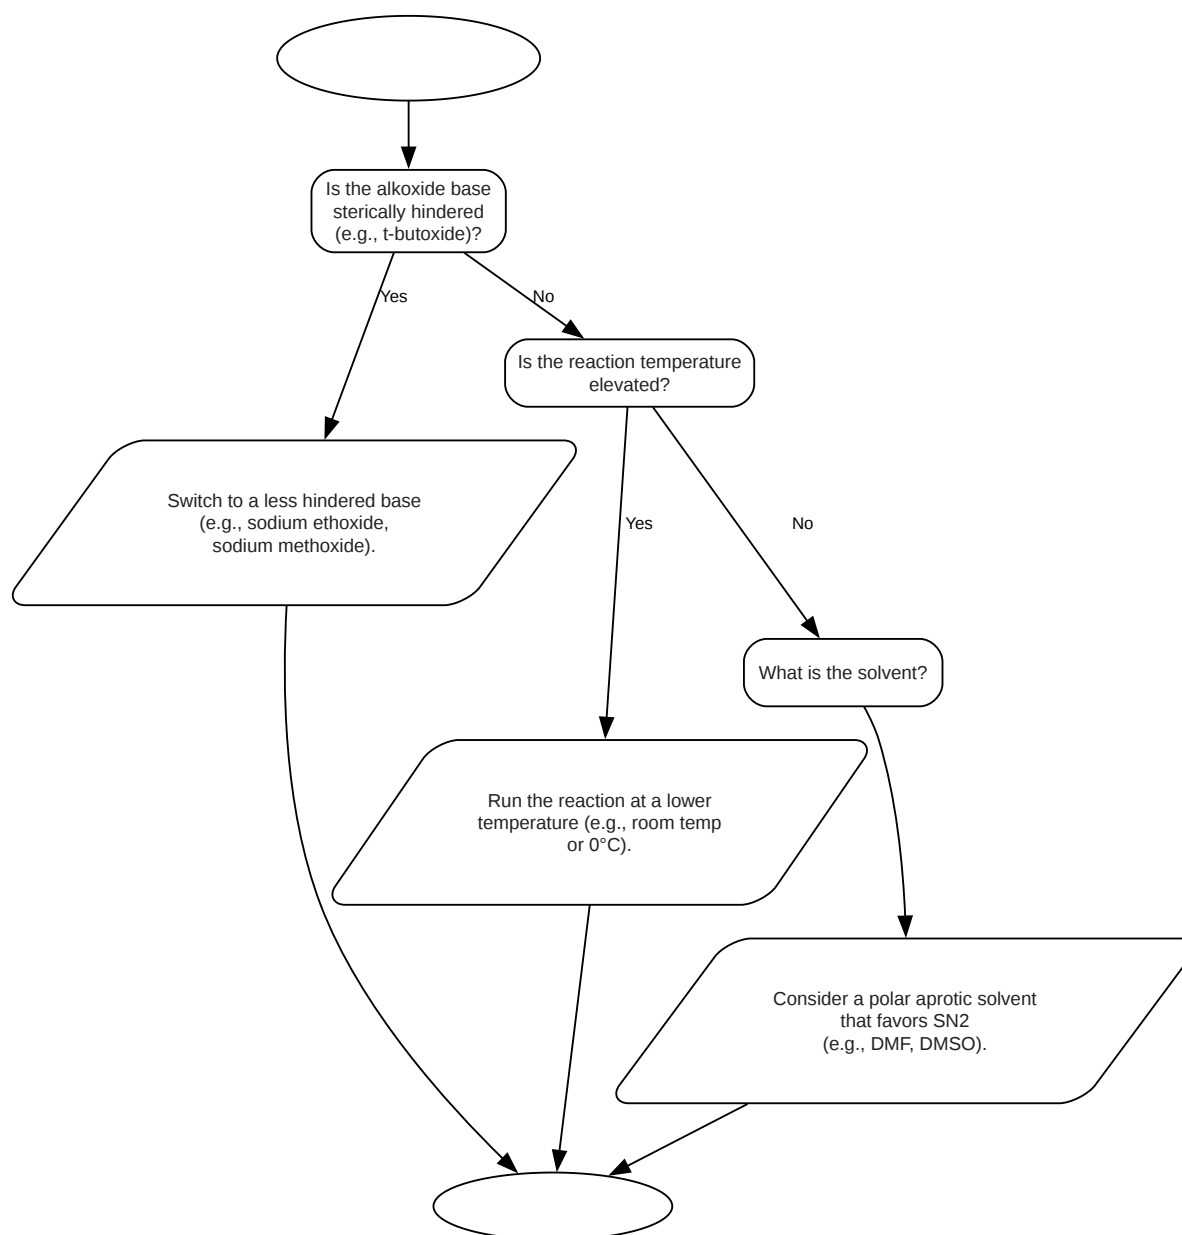 Is the alkoxide base
sterically hindered
(e.g., t-butoxide)?
Yes
No
Is the reaction temperature
elevated?
Switch to a less hindered base
(e.g., sodium ethoxide,
sodium methoxide).
Yes
No
What is the solvent?
Run the reaction at a lower
temperature (e.g., room temp
or 0°C).
Consider a polar aprotic solvent
that favors SN2
(e.g., DMF, DMSO).